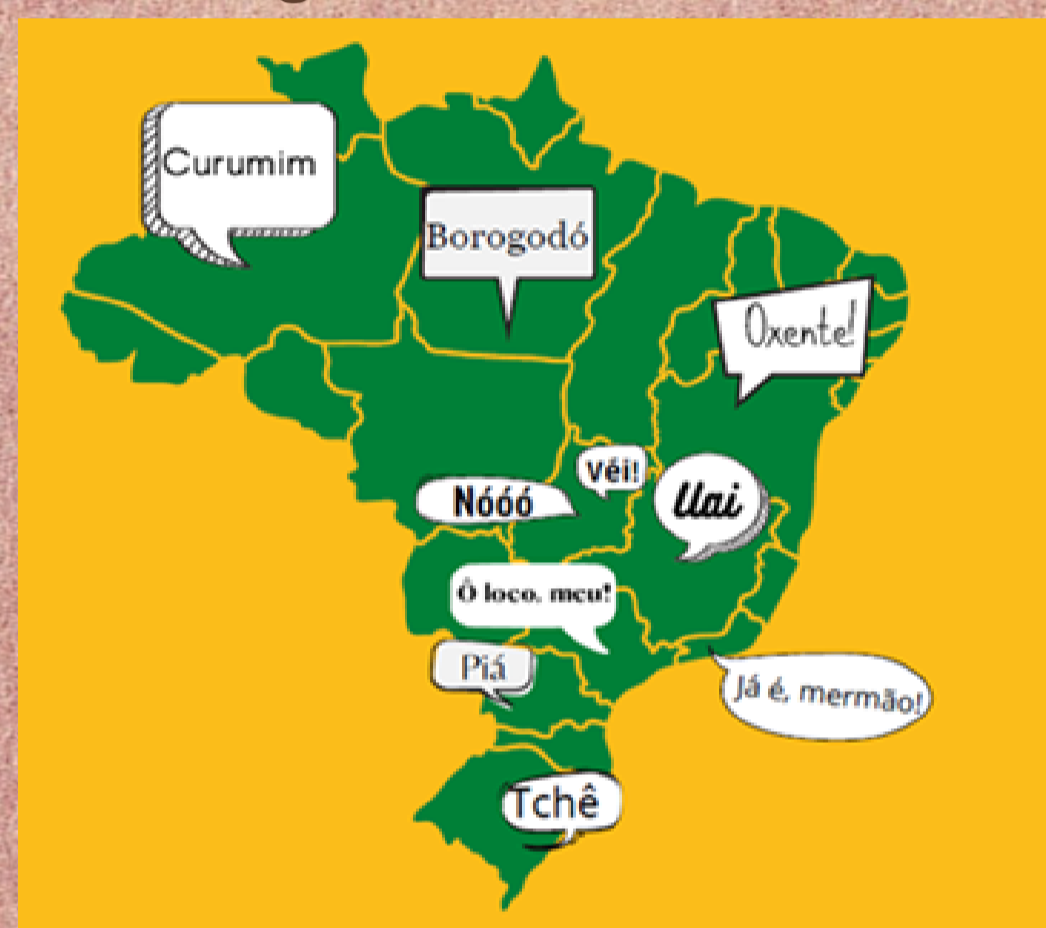 Curumim
Borogodó
Oxente!
Véi!
Nóóó
Uai
Ô loco, meu!
Piá
Já é, mermão!
Tchê